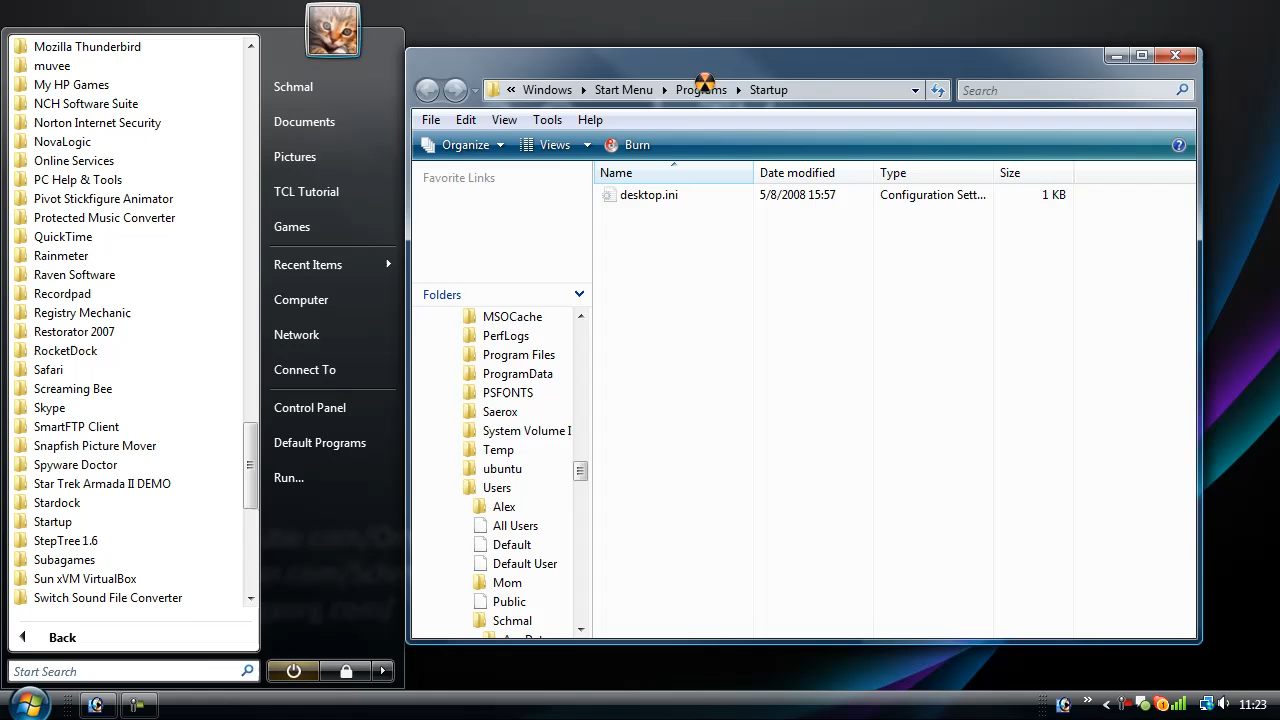 Mozilla Thunderbird
muvee
My HP Games
NCH Software Suite
Norton Internet Security
NovaLogic
Online Services
PC Help & Tools
Pivot Stickfigure Animator
Protected Music Converter
QuickTime
Rainmeter
Raven Software
Recordpad
Registry Mechanic
Restorator 2007
RocketDock
Safari
Screaming Bee
Skype
SmartFTP Client
Snapfish Picture Mover
Spyware Doctor
Star Trek Armada II DEMO
Stardock
Startup
StepTree 1.6
Subagames
Sun xVM VirtualBox
Switch Sound File Converter
Back
Start Search
Schmal
Documents
Pictures
TCL Tutorial
Games
Recent Items
Computer
Network
Connect To
Control Panel
Default Programs
Run...
Windows Start Menu Programs Startup
Search
File Edit View Tools Help
Organize Views Burn
Favorite Links
Folders
MSOCache
PerfLogs
Program Files
ProgramData
PSFONTS
Saerox
System Volume I
Temp
ubuntu
Users
Alex
All Users
Default
Default User
Mom
Public
Schmal
Name Date modified Type Size
desktop.ini 5/8/2008 15:57 Configuration Sett... 1 KB
11:23